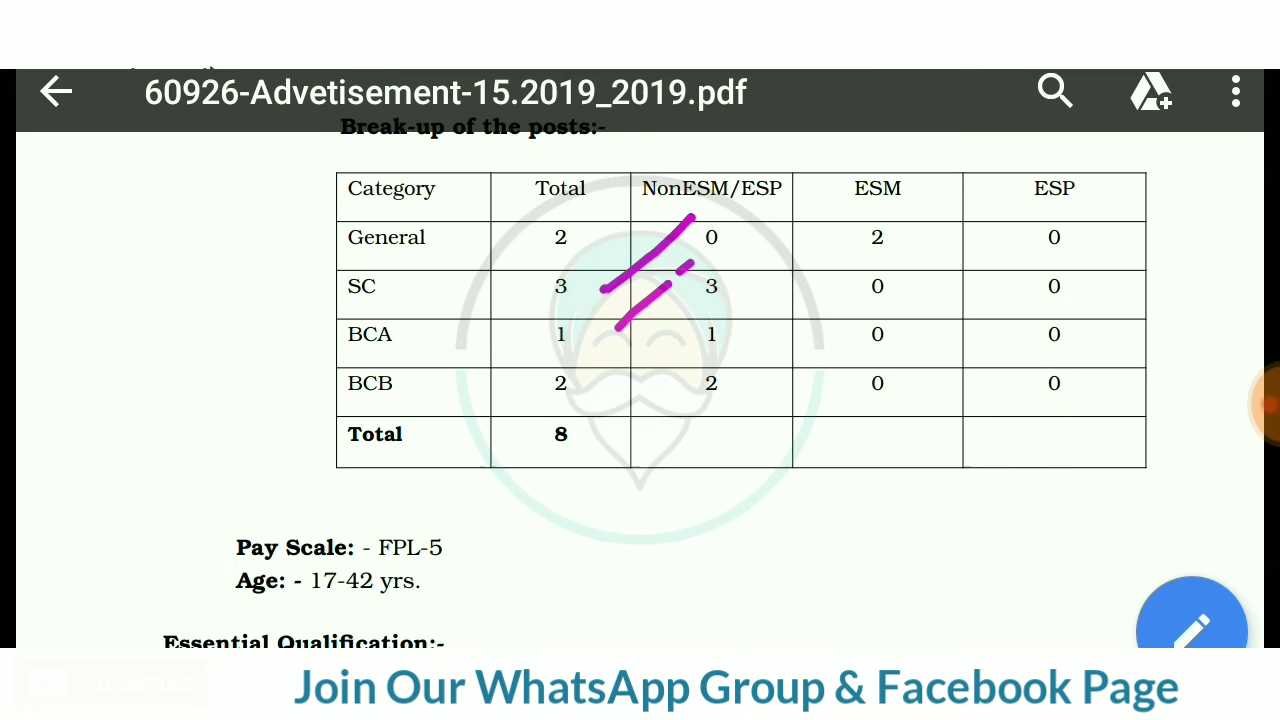 60926-Advetisement-15.2019_2019.pdf
Break-up of the posts:-
Category Total NonESM/ESP ESM ESP
General 2 0 2 0
SC 3 3 0 0
BCA 1 1 0 0
BCB 2 2 0 0
Total 8
Pay Scale: - FPL-5
Age: - 17-42 yrs.
Essential Qualification:-
Join Our WhatsApp Group & Facebook Page